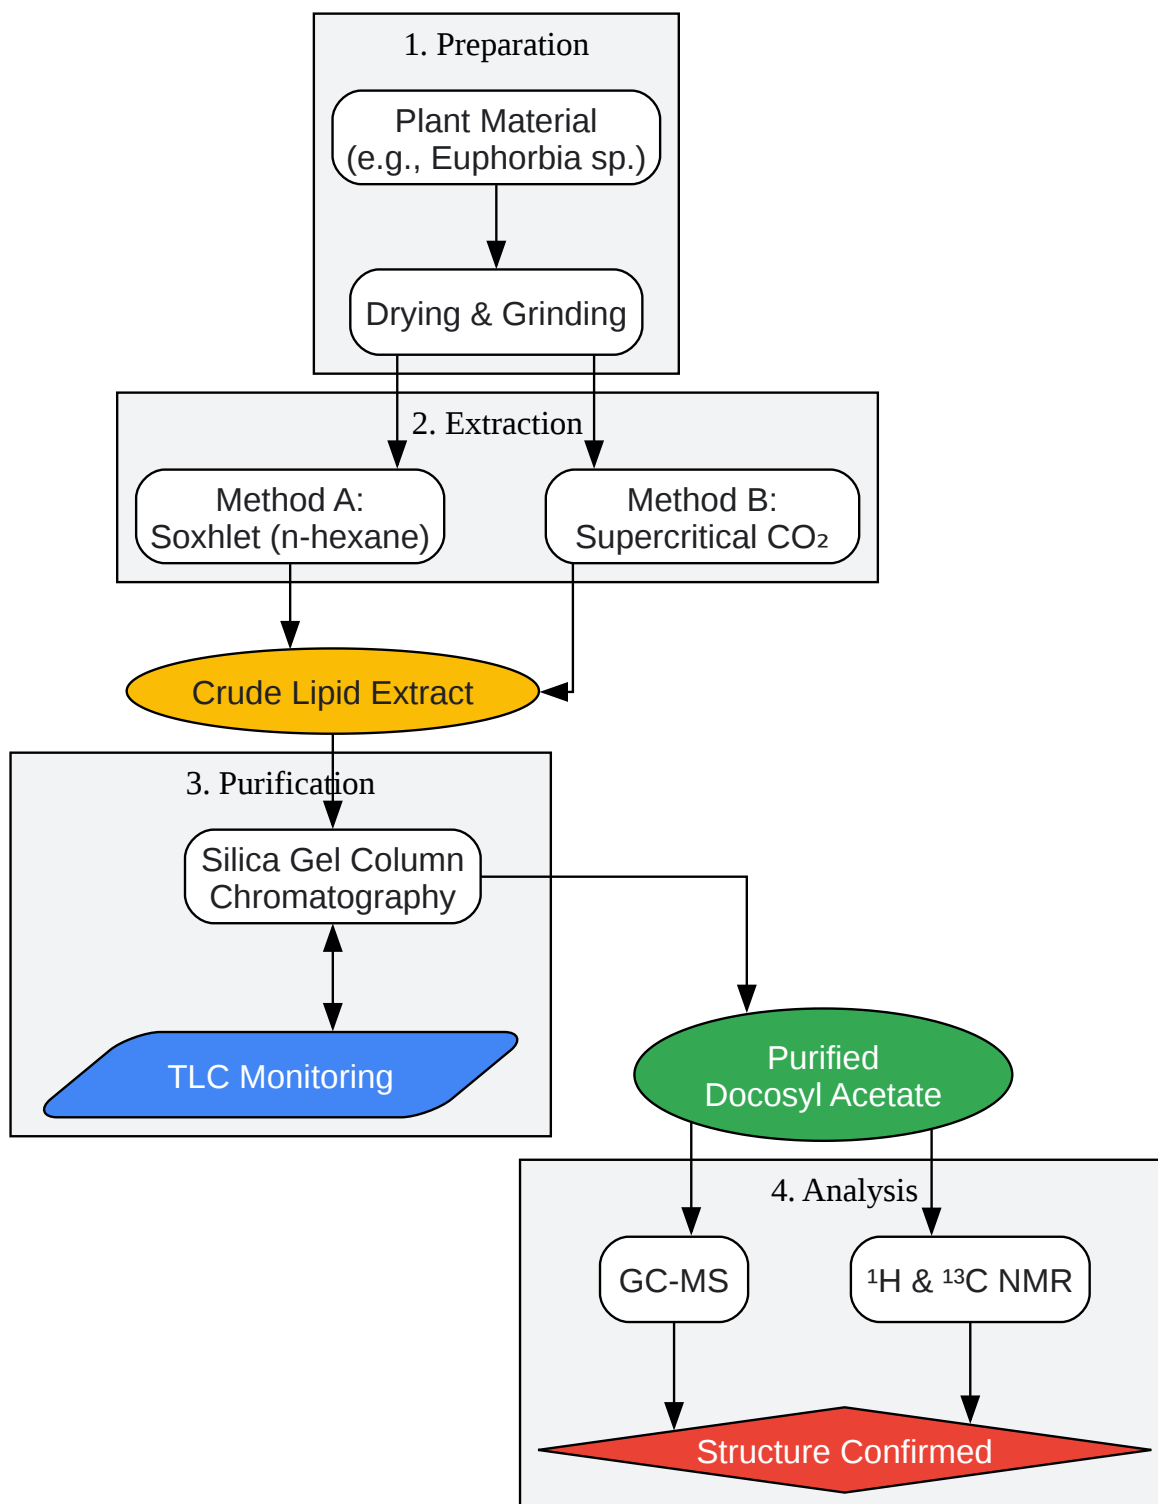 1. Preparation
Plant Material
(e.g., Euphorbia sp.)
Drying & Grinding
2. Extraction
Method A:
Soxhlet (n-hexane)
Method B:
Supercritical CO₂
Crude Lipid Extract
3. Purification
Silica Gel Column
Chromatography
TLC Monitoring
Purified
Docosyl Acetate
4. Analysis
GC-MS
¹H & ¹³C NMR
Structure Confirmed